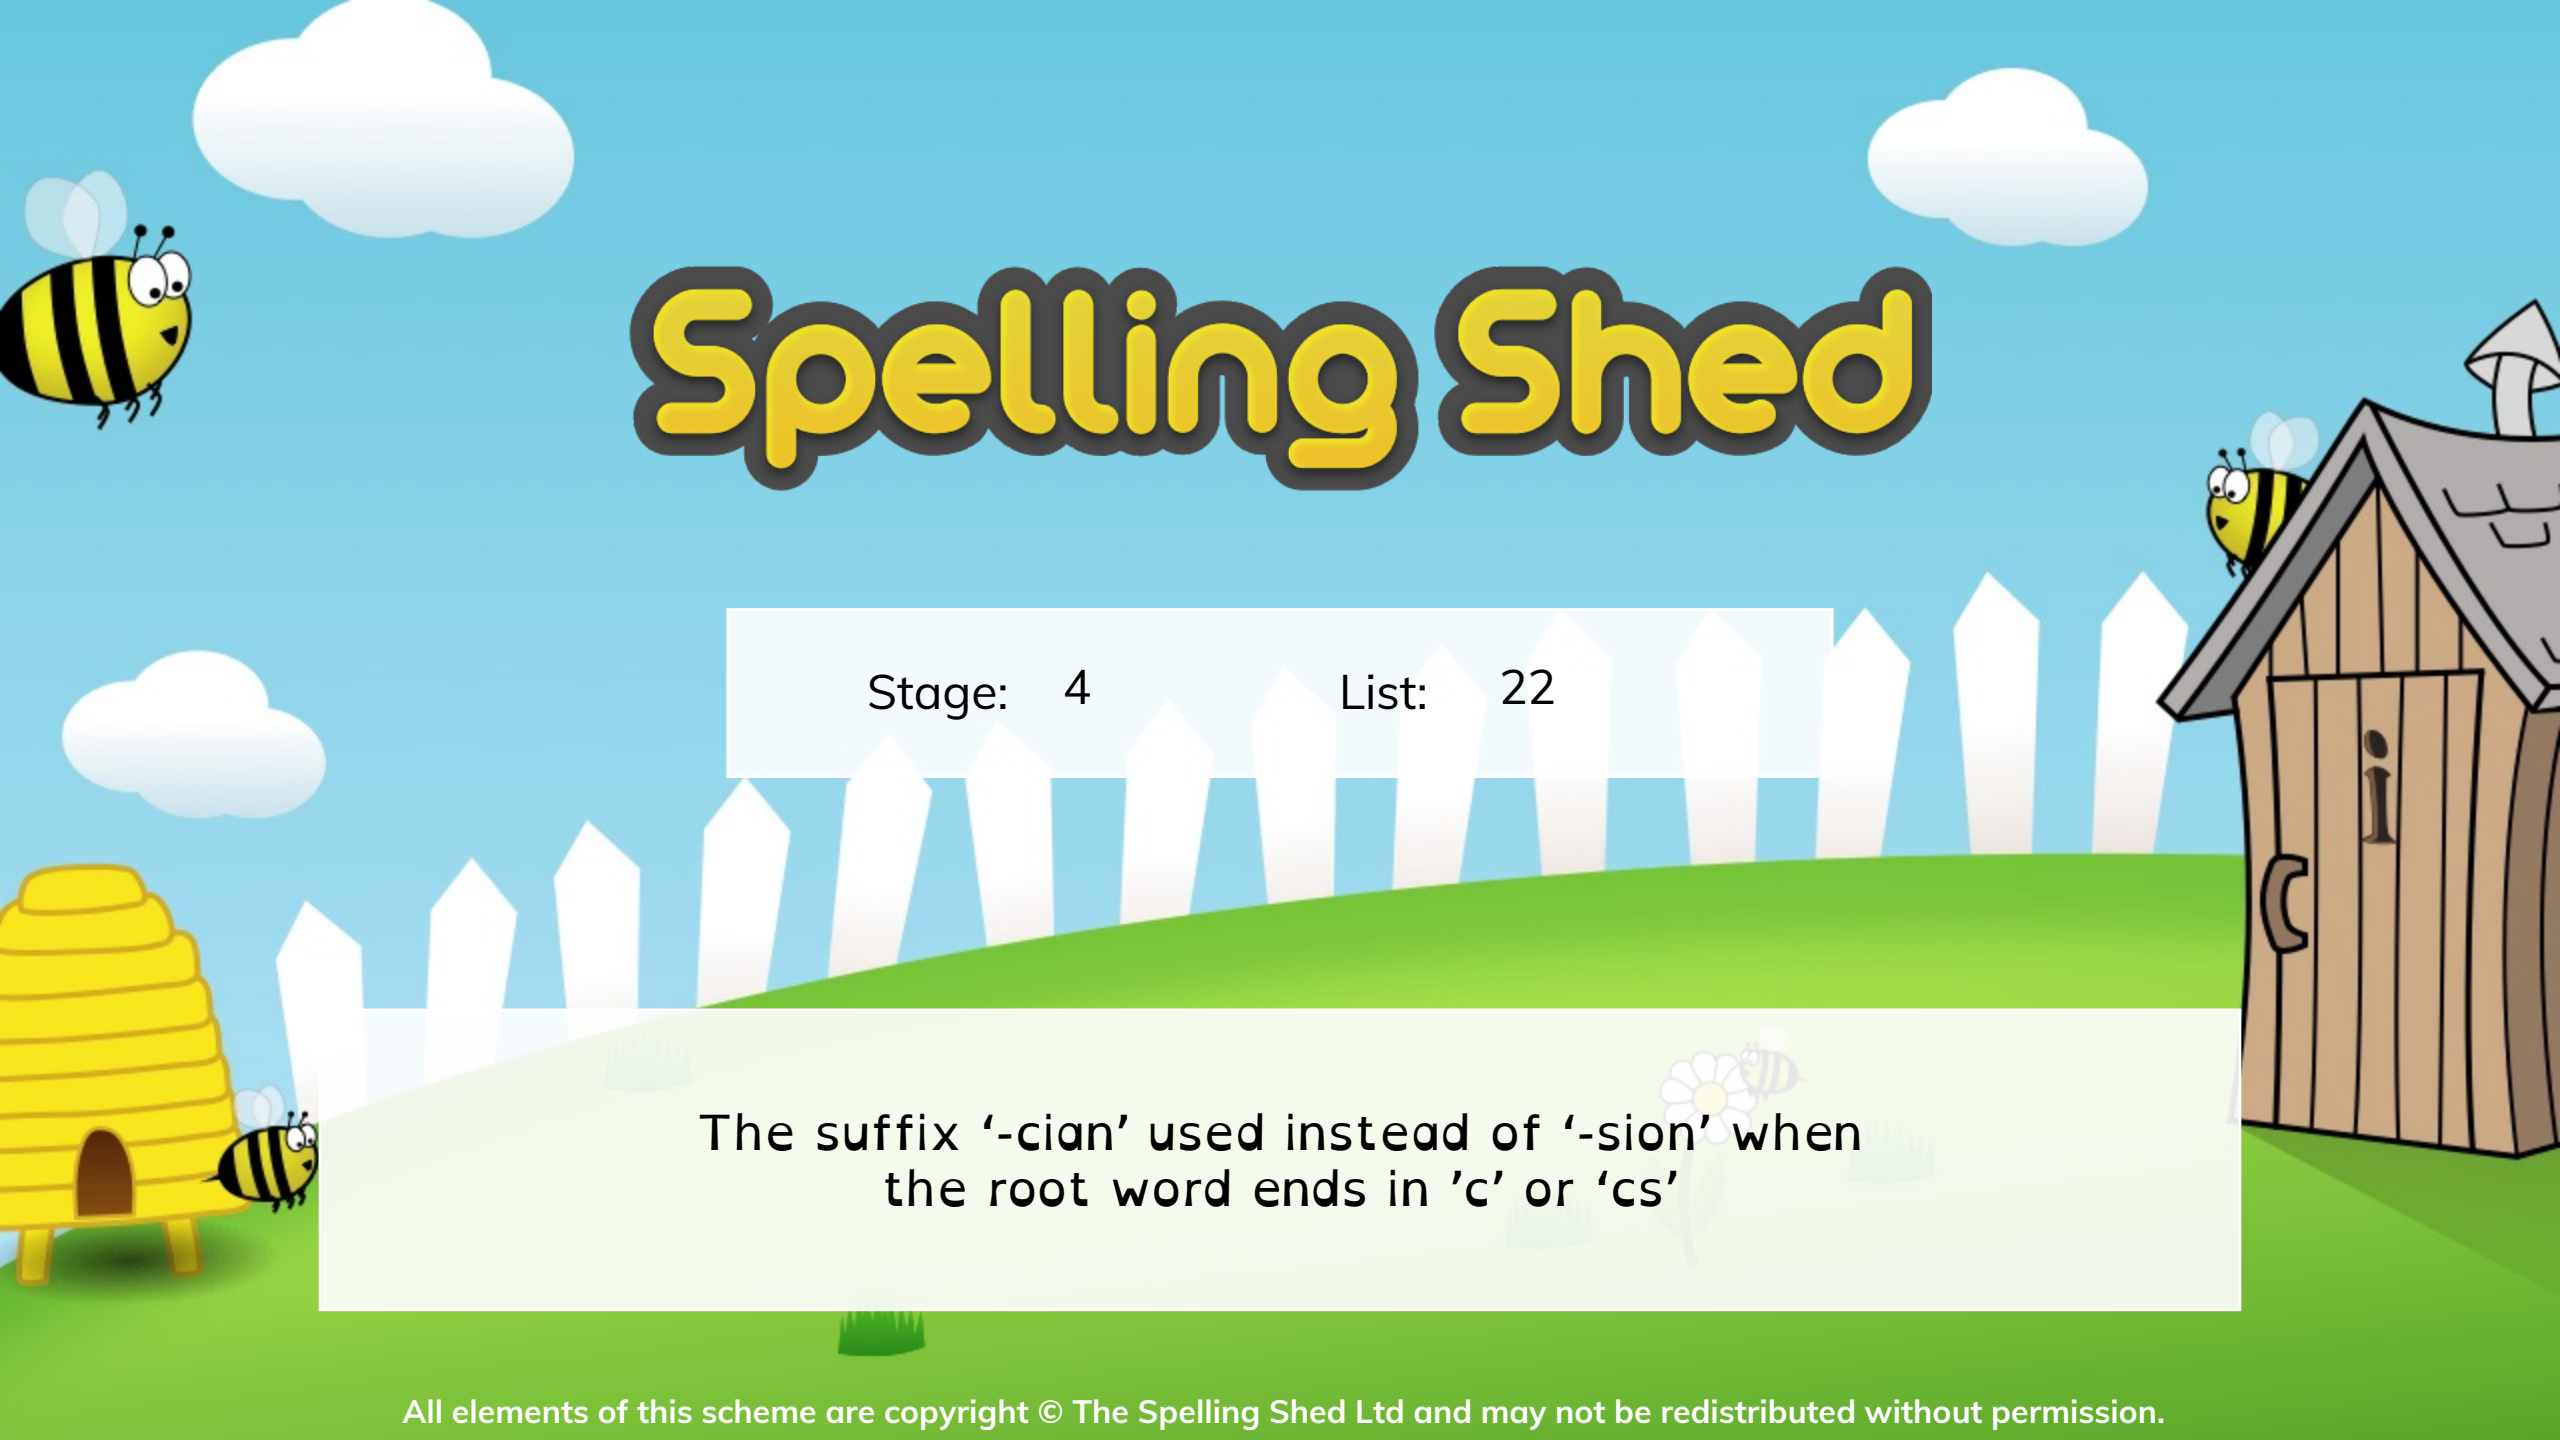 Spelling Shed
Stage: 4 List: 22
The suffix ‘-cian’ used instead of ‘-sion’ when
the root word ends in ’c’ or ‘cs’
All elements of this scheme are copyright © The Spelling Shed Ltd and may not be redistributed without permission.